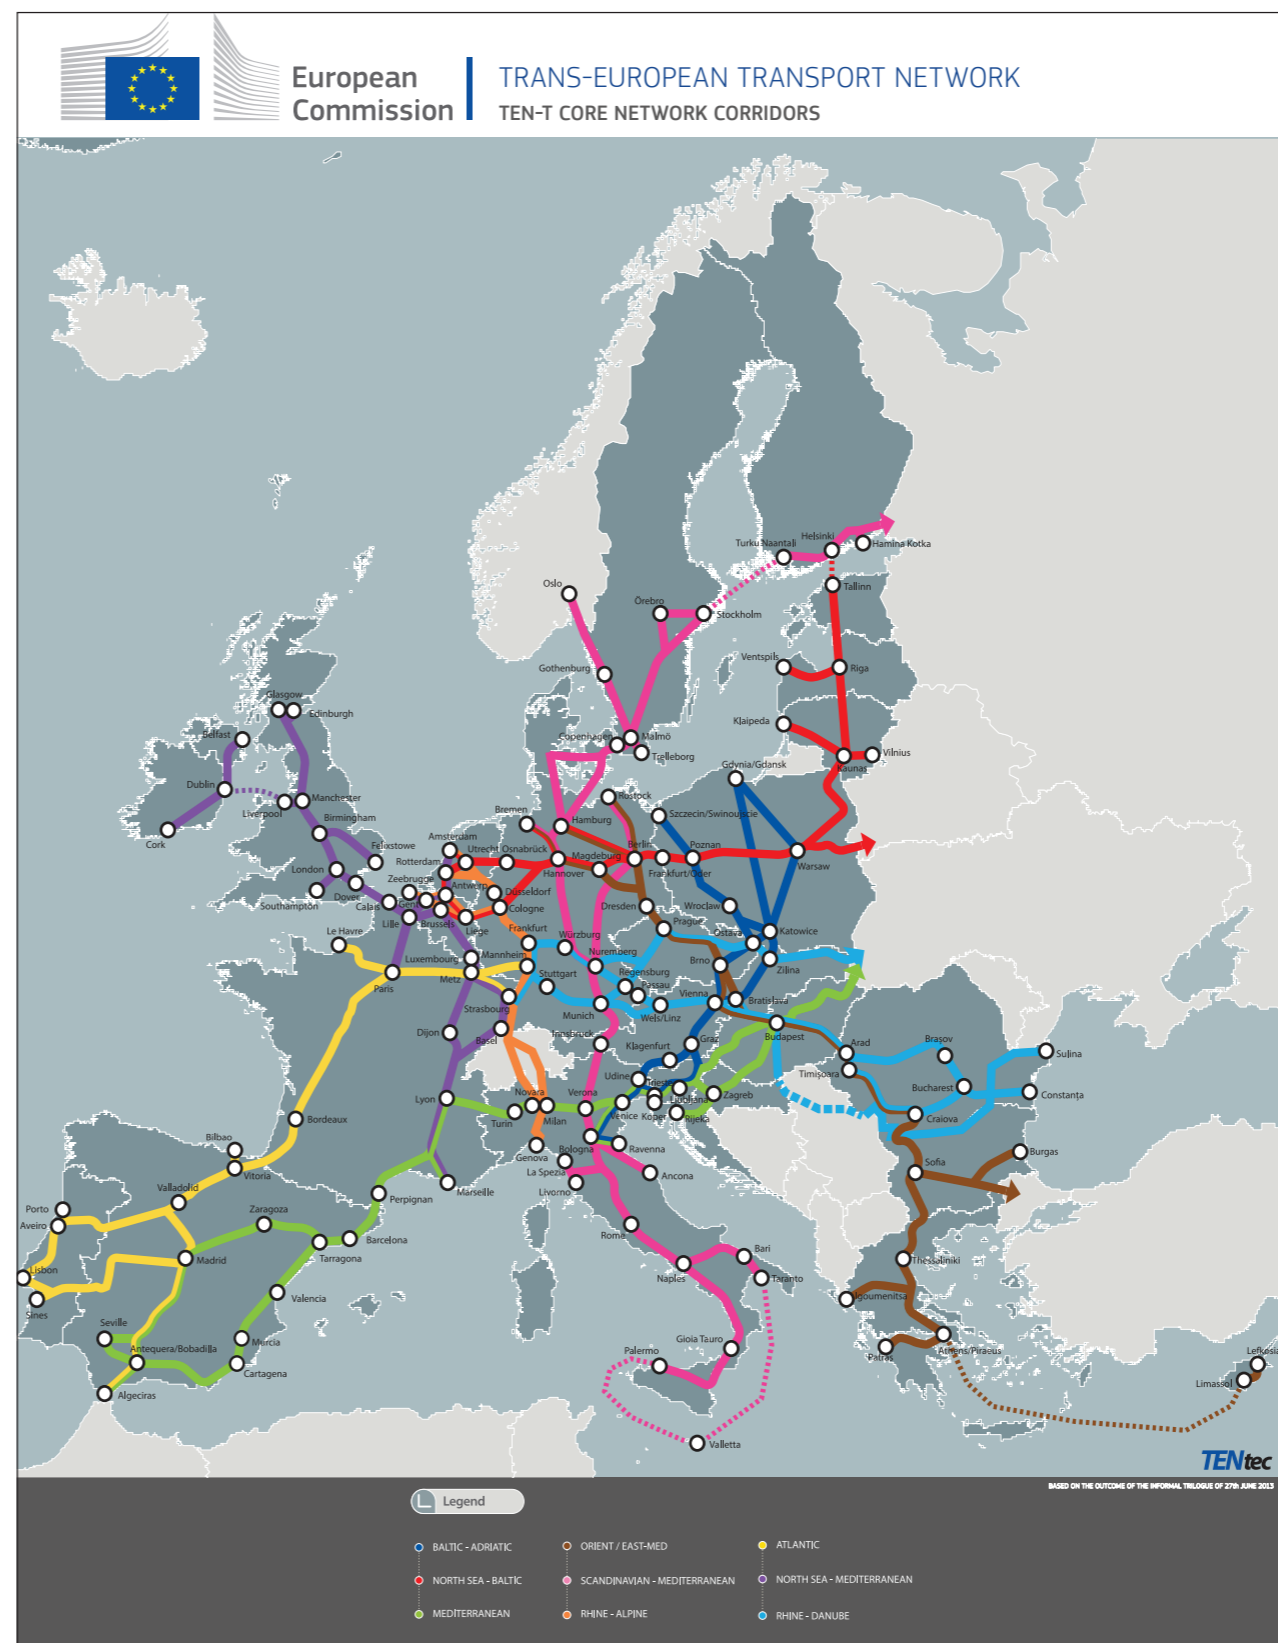 European
Commission
TRANS-EUROPEAN TRANSPORT NETWORK
TEN-T CORE NETWORK CORRIDORS
Helsinki
Turku Naantali
Hamina Kotka
Oslo
Tallinn
Örebro
Stockholm
Ventspils
Riga
Gothenburg
Glasgow
Edinburgh
Klaipeda
Belfast
Copenhagen
Malmö
Vilnius
Trelleborg
Kaunas
Gdynia/Gdansk
Dublin
Manchester
Rostock
Liverpool
Bremen
Szczecin/Swinoujscie
Birmingham
Hamburg
Cork
Amsterdam
Felixstowe
Utrecht
Osnabrück
Berlin
Poznan
Rotterdam
Magdeburg
Warsaw
London
Hannover
Frankfurt/Oder
Zeebrugge
Antwerp
Düsseldorf
Dover
Gent
Southampton
Calais
Cologne
Dresden
Wrocław
Lille
Brussels
Liege
Prague
Le Havre
Frankfurt
Würzburg
Ostava
Katowice
Luxembourg
Mannheim
Nuremberg
Brno
Žilina
Metz
Stuttgart
Regensburg
Paris
Passau
Vienna
Bratislava
Strasbourg
Munich
Wels/Linz
Dijon
Basel
Innsbruck
Budapest
Klagenfurt
Graz
Arad
Braşov
Sulina
Timişoara
Udine
Trieste
Bucharest
Constanţa
Lyon
Novara
Verona
Ljubljana
Zagreb
Turin
Milan
Venice
Koper
Rijeka
Craiova
Bordeaux
Bilbao
Bologna
Ravenna
Genova
Burgas
Vitoria
La Spezia
Sofia
Ancona
Valladolid
Marseille
Livorno
Perpignan
Porto
Zaragoza
Aveiro
Rome
Barcelona
Tarragona
Madrid
Bari
Thessaliniki
Lisbon
Naples
Taranto
Valencia
Igoumenitsa
Sines
Seville
Murcia
Gioia Tauro
Antequera/Bobadilla
Palermo
Patras
Athens/Piraeus
Lefkosia
Cartagena
Limassol
Algeciras
Valletta
TENtec
BASED ON THE OUTCOME OF THE INFORMAL TRILOGUE OF 27th JUNE 2013
Legend
BALTIC - ADRIATIC
ORIENT / EAST-MED
ATLANTIC
NORTH SEA - BALTIC
SCANDINAVIAN - MEDITERRANEAN
NORTH SEA - MEDITERRANEAN
MEDITERRANEAN
RHINE - ALPINE
RHINE - DANUBE